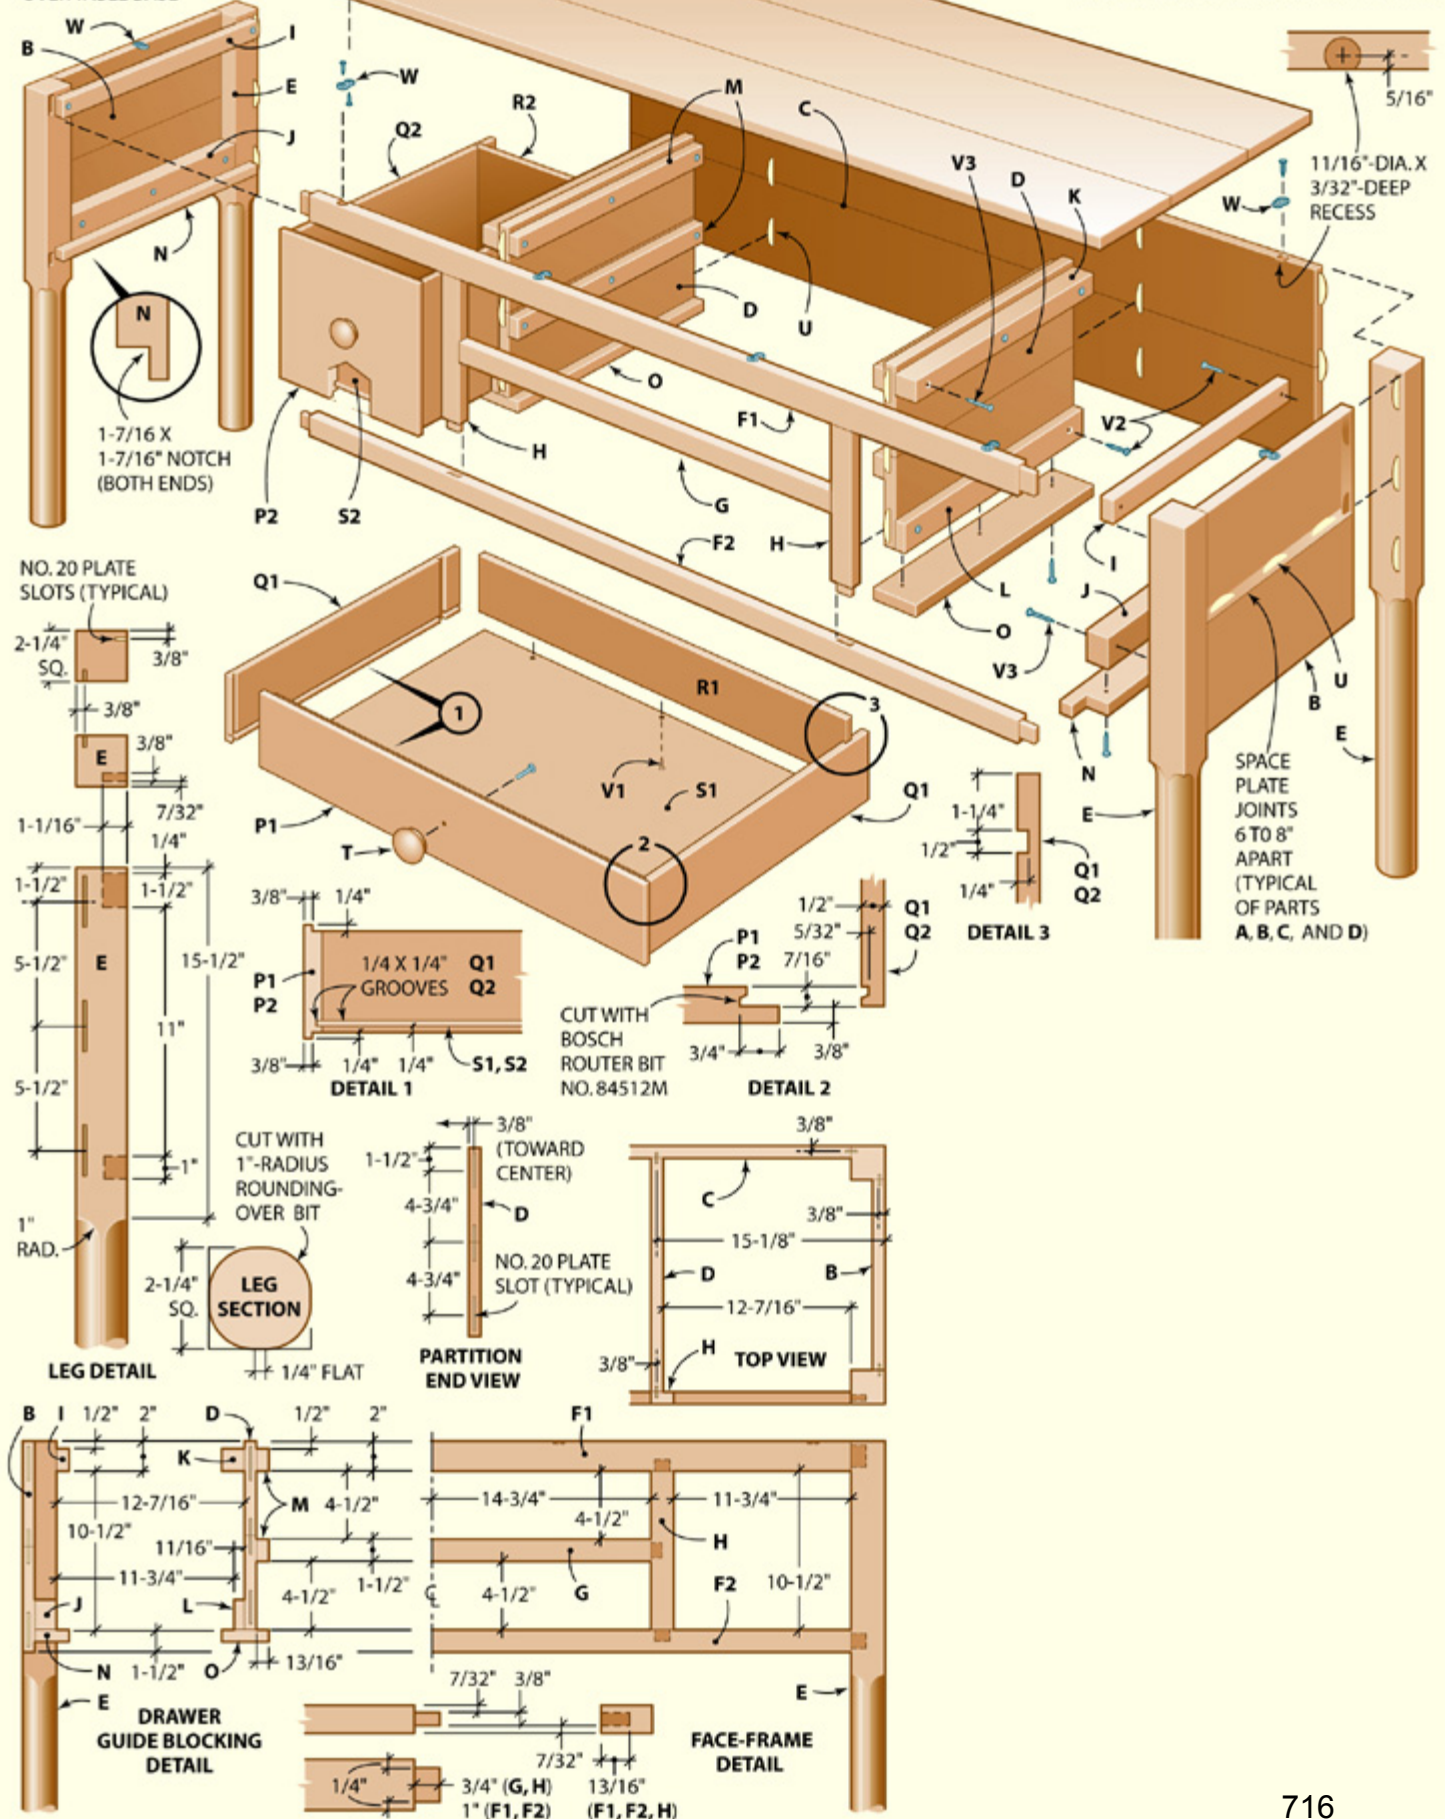 W
B
I
E
J
N
N
1-7/16 X
1-7/16" NOTCH
(BOTH ENDS)
W
R2
Q2
M
C
V3
D
K
W
5/16"
11/16"-DIA. X
3/32"-DEEP
RECESS
D
U
O
F1
V2
H
G
P2
S2
F2
H
I
L
J
O
V3
N
U
B
E
E
SPACE
PLATE
JOINTS
6 TO 8"
APART
(TYPICAL
OF PARTS
A, B, C, AND D)
NO. 20 PLATE
SLOTS (TYPICAL)
2-1/4"
SQ.
3/8"
3/8"
E
3/8"
7/32"
1-1/16"
1/4"
1-1/2"
1-1/2"
5-1/2"
E
15-1/2"
11"
5-1/2"
1"
1"
RAD.
LEG DETAIL
Q1
R1
1
3
V1
S1
P1
T
2
Q1
1-1/4"
1/2"
1/4"
Q1
Q2
DETAIL 3
3/8"
1/4"
P1
P2
1/4 X 1/4"
GROOVES
Q1
Q2
3/8"
1/4"
1/4"
S1, S2
DETAIL 1
1/2"
5/32"
7/16"
Q1
Q2
P1
P2
CUT WITH
BOSCH
ROUTER BIT
NO. 84512M
3/4"
3/8"
DETAIL 2
CUT WITH
1"-RADIUS
ROUNDING-
OVER BIT
2-1/4"
SQ.
LEG
SECTION
1/4" FLAT
3/8"
(TOWARD
CENTER)
1-1/2"
4-3/4"
D
4-3/4"
NO. 20 PLATE
SLOT (TYPICAL)
PARTITION
END VIEW
3/8"
C
3/8"
15-1/8"
D
B
12-7/16"
3/8"
H
TOP VIEW
B
I
1/2"
2"
D
1/2"
2"
K
12-7/16"
M
4-1/2"
10-1/2"
11/16"
11-3/4"
4-1/2"
1-1/2"
J
L
N
1-1/2"
O
13/16"
E
DRAWER
GUIDE BLOCKING
DETAIL
F1
14-3/4"
11-3/4"
4-1/2"
H
G
F2
10-1/2"
4-1/2"
E
FACE-FRAME
DETAIL
7/32"
3/8"
7/32"
1/4"
3/4" (G, H)
1" (F1, F2)
13/16"
(F1, F2, H)
716